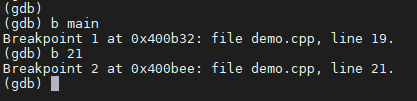 (gdb)
(gdb) b main
Breakpoint 1 at 0x400b32: file demo.cpp, line 19.
(gdb) b 21
Breakpoint 2 at 0x400bee: file demo.cpp, line 21.
(gdb)